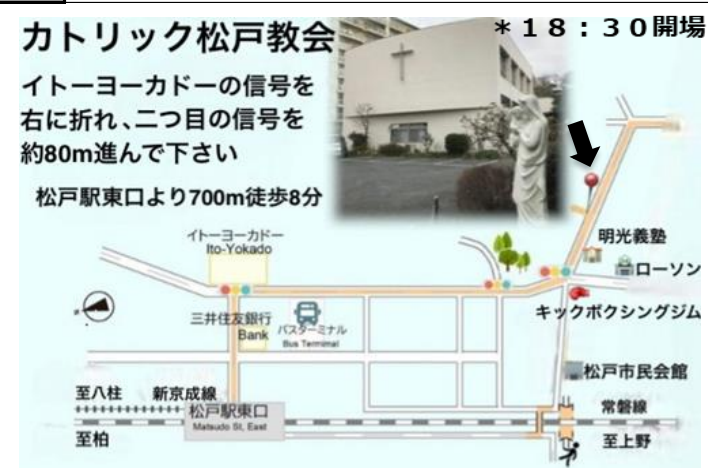 カトリック松戸教会
＊１８：３０開場
イトーヨーカドーの信号を
右に折れ、二つ目の信号を
約80m進んで下さい
松戸駅東口より700m徒歩8分
イトーヨーカドー
Ito-Yokado
明光義塾
ローソン
キックボクシングジム
三井住友銀行
Bank
バスターミナル
Bus Terminal
松戸市民会館
至八柱
新京成線
松戸駅東口
Matsudo St, East
常磐線
至柏
至上野